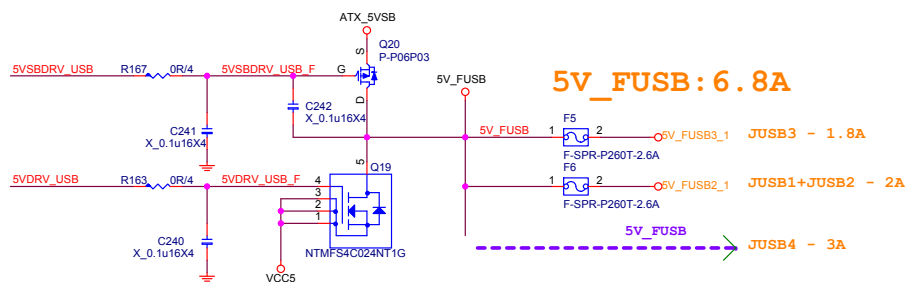 ATX_5VSB
Q20
P-P06P03
S
G
D
5VSBDRV_USB
R167
0R/4
5VSBDRV_USB_F
C241
X_0.1u16X4
C242
X_0.1u16X4
5V_FUSB
5V_FUSB:6.8A
5V_FUSB
F5
1
2
F-SPR-P260T-2.6A
5V_FUSB3_1
JUSB3 - 1.8A
F6
1
2
F-SPR-P260T-2.6A
5V_FUSB2_1
JUSB1+JUSB2 - 2A
5V_FUSB
JUSB4 - 3A
5VDRV_USB
R163
0R/4
5VDRV_USB_F
C240
X_0.1u16X4
5
Q19
4
3
2
1
NTMFS4C024NT1G
VCC5